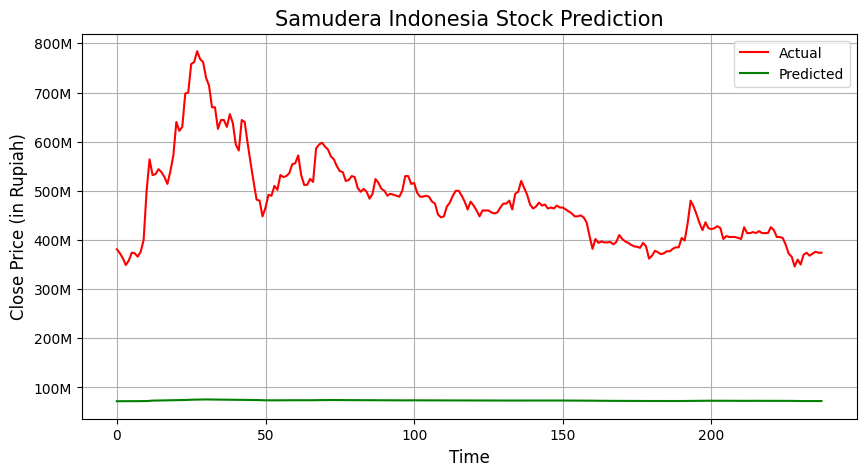 Samudera Indonesia Stock Prediction
Close Price (in Rupiah)
800M
700M
600M
500M
400M
300M
200M
100M
0
50
100
150
200
Time
Actual
Predicted